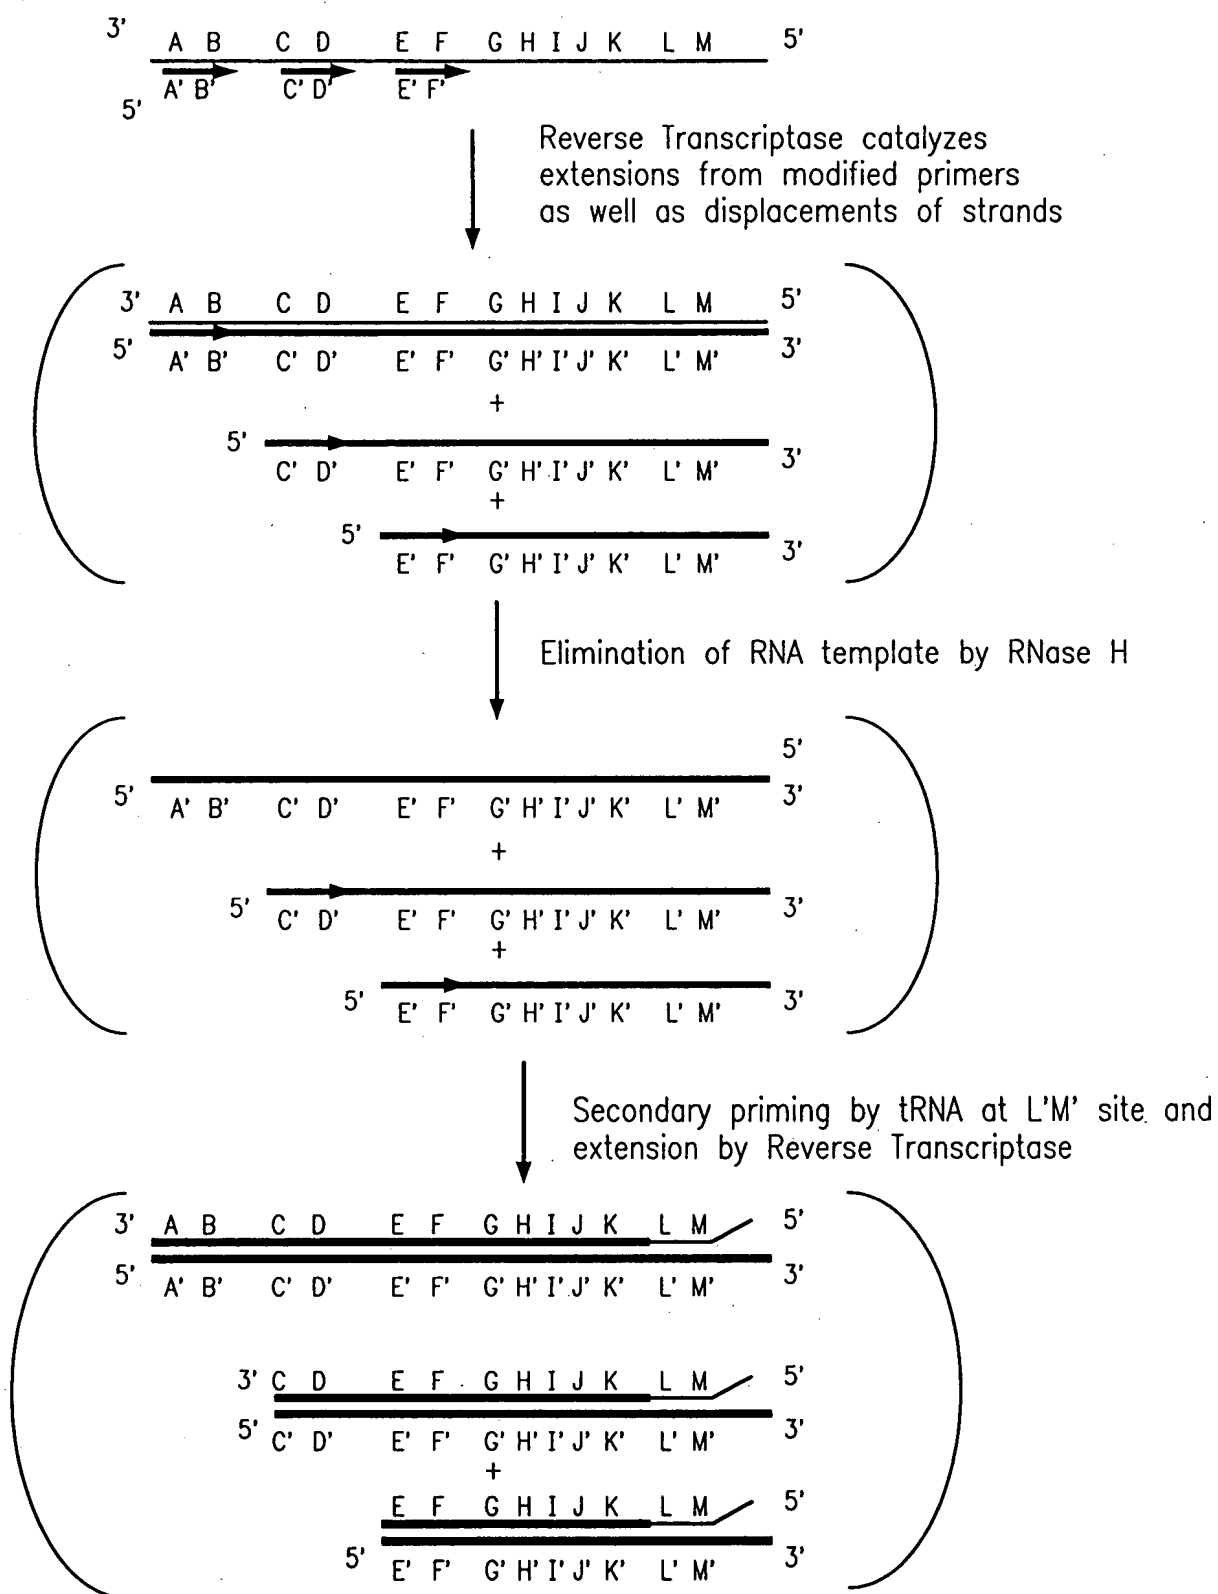 3' A B C D E F G H I J K L M 5'
5' A' B' C' D' E' F'
Reverse Transcriptase catalyzes
extensions from modified primers
as well as displacements of strands
3' A B C D E F G H I J K L M 5'
5' A' B' C' D' E' F' G' H' I' J' K' L' M' 3'
+
5' 3'
C' D' E' F' G' H' I' J' K' L' M'
+
5' 3'
E' F' G' H' I' J' K' L' M'
Elimination of RNA template by RNase H
5'
5' 3'
A' B' C' D' E' F' G' H' I' J' K' L' M'
+
5' 3'
C' D' E' F' G' H' I' J' K' L' M'
+
5' 3'
E' F' G' H' I' J' K' L' M'
Secondary priming by tRNA at L'M' site and
extension by Reverse Transcriptase
3' A B C D E F G H I J K L M 5'
5' A' B' C' D' E' F' G' H' I' J' K' L' M' 3'
3' C D E F G H I J K L M 5'
5' C' D' E' F' G' H' I' J' K' L' M' 3'
+
E F G H I J K L M 5'
5' E' F' G' H' I' J' K' L' M' 3'